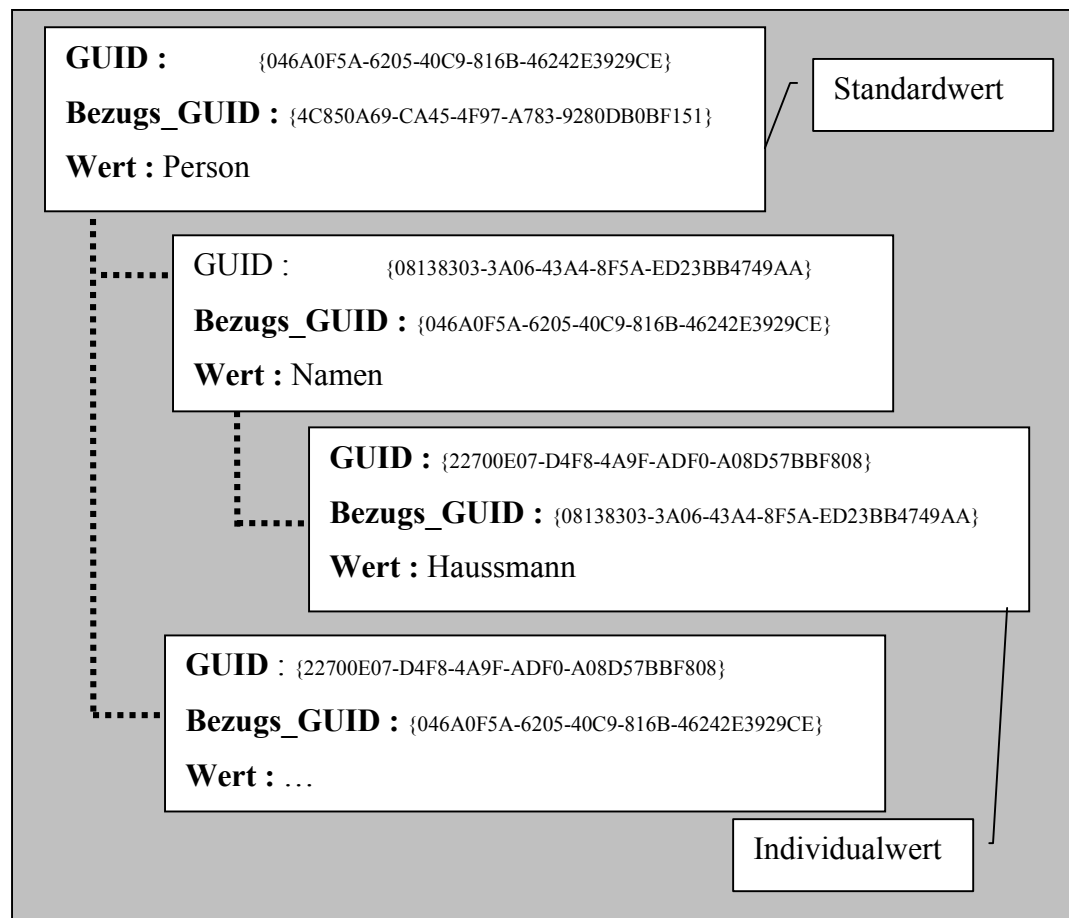 GUID : {046A0F5A-6205-40C9-816B-46242E3929CE}
Bezugs_GUID : {4C850A69-CA45-4F97-A783-9280DB0BF151}
Wert : Person
Standardwert
GUID : {08138303-3A06-43A4-8F5A-ED23BB4749AA}
Bezugs_GUID : {046A0F5A-6205-40C9-816B-46242E3929CE}
Wert : Namen
GUID : {22700E07-D4F8-4A9F-ADF0-A08D57BBF808}
Bezugs_GUID : {08138303-3A06-43A4-8F5A-ED23BB4749AA}
Wert : Haussmann
GUID : {22700E07-D4F8-4A9F-ADF0-A08D57BBF808}
Bezugs_GUID : {046A0F5A-6205-40C9-816B-46242E3929CE}
Wert : …
Individualwert